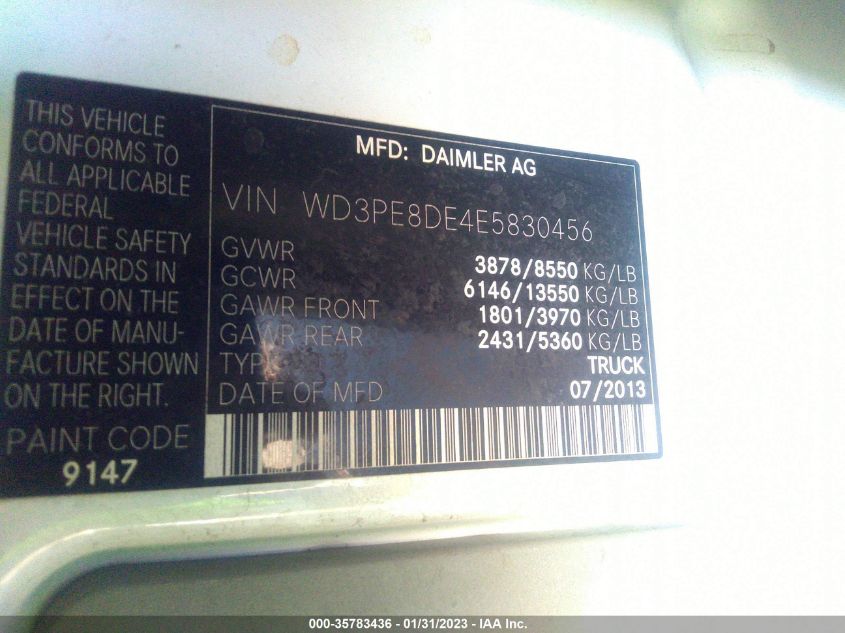 THIS VEHICLE
CONFORMS TO
ALL APPLICABLE
FEDERAL
VEHICLE SAFETY
STANDARDS IN
EFFECT ON THE
DATE OF MANU-
FACTURE SHOWN
ON THE RIGHT.
PAINT CODE
9147
MFD: DAIMLER AG
VIN WD3PE8DE4E5830456
GVWR 3878/8550 KG/LB
GCWR 6146/13550 KG/LB
GAWR FRONT 1801/3970 KG/LB
GAWR REAR 2431/5360 KG/LB
TYPE TRUCK
DATE OF MFD 07/2013
000-35783436 - 01/31/2023 - IAA Inc.